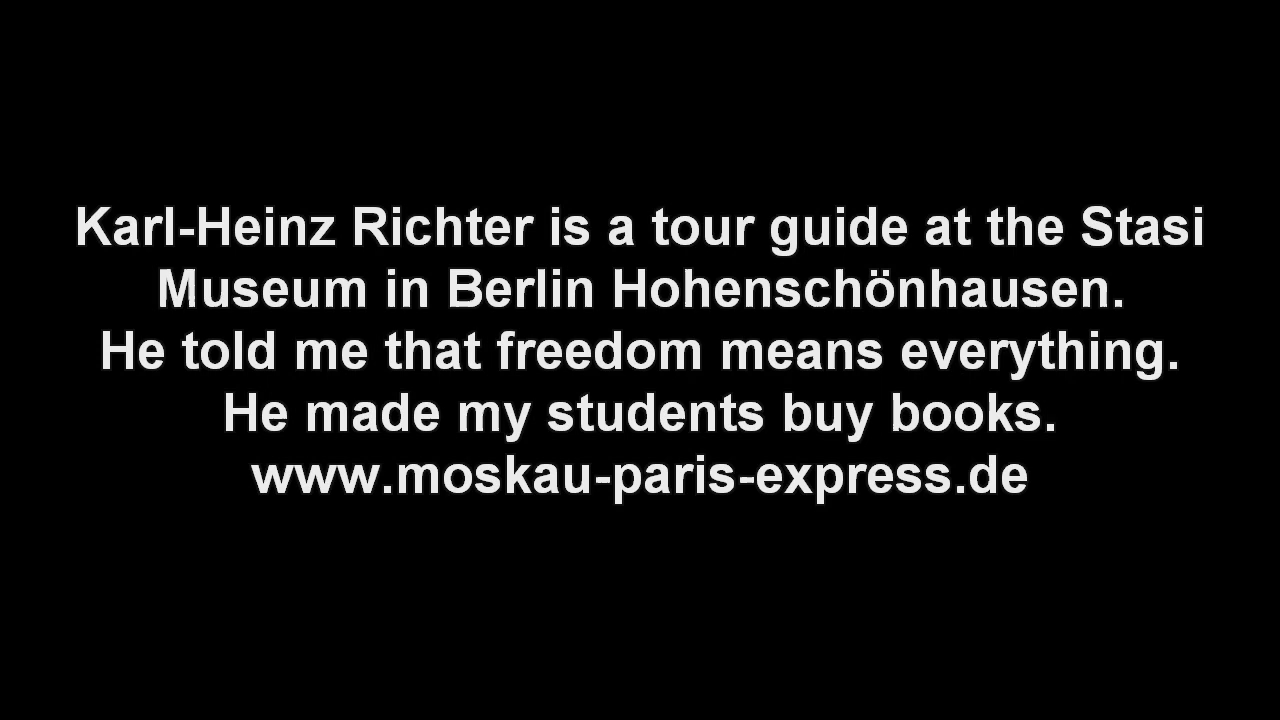 Karl-Heinz Richter is a tour guide at the Stasi
Museum in Berlin Hohenschönhausen.
He told me that freedom means everything.
He made my students buy books.
www.moskau-paris-express.de